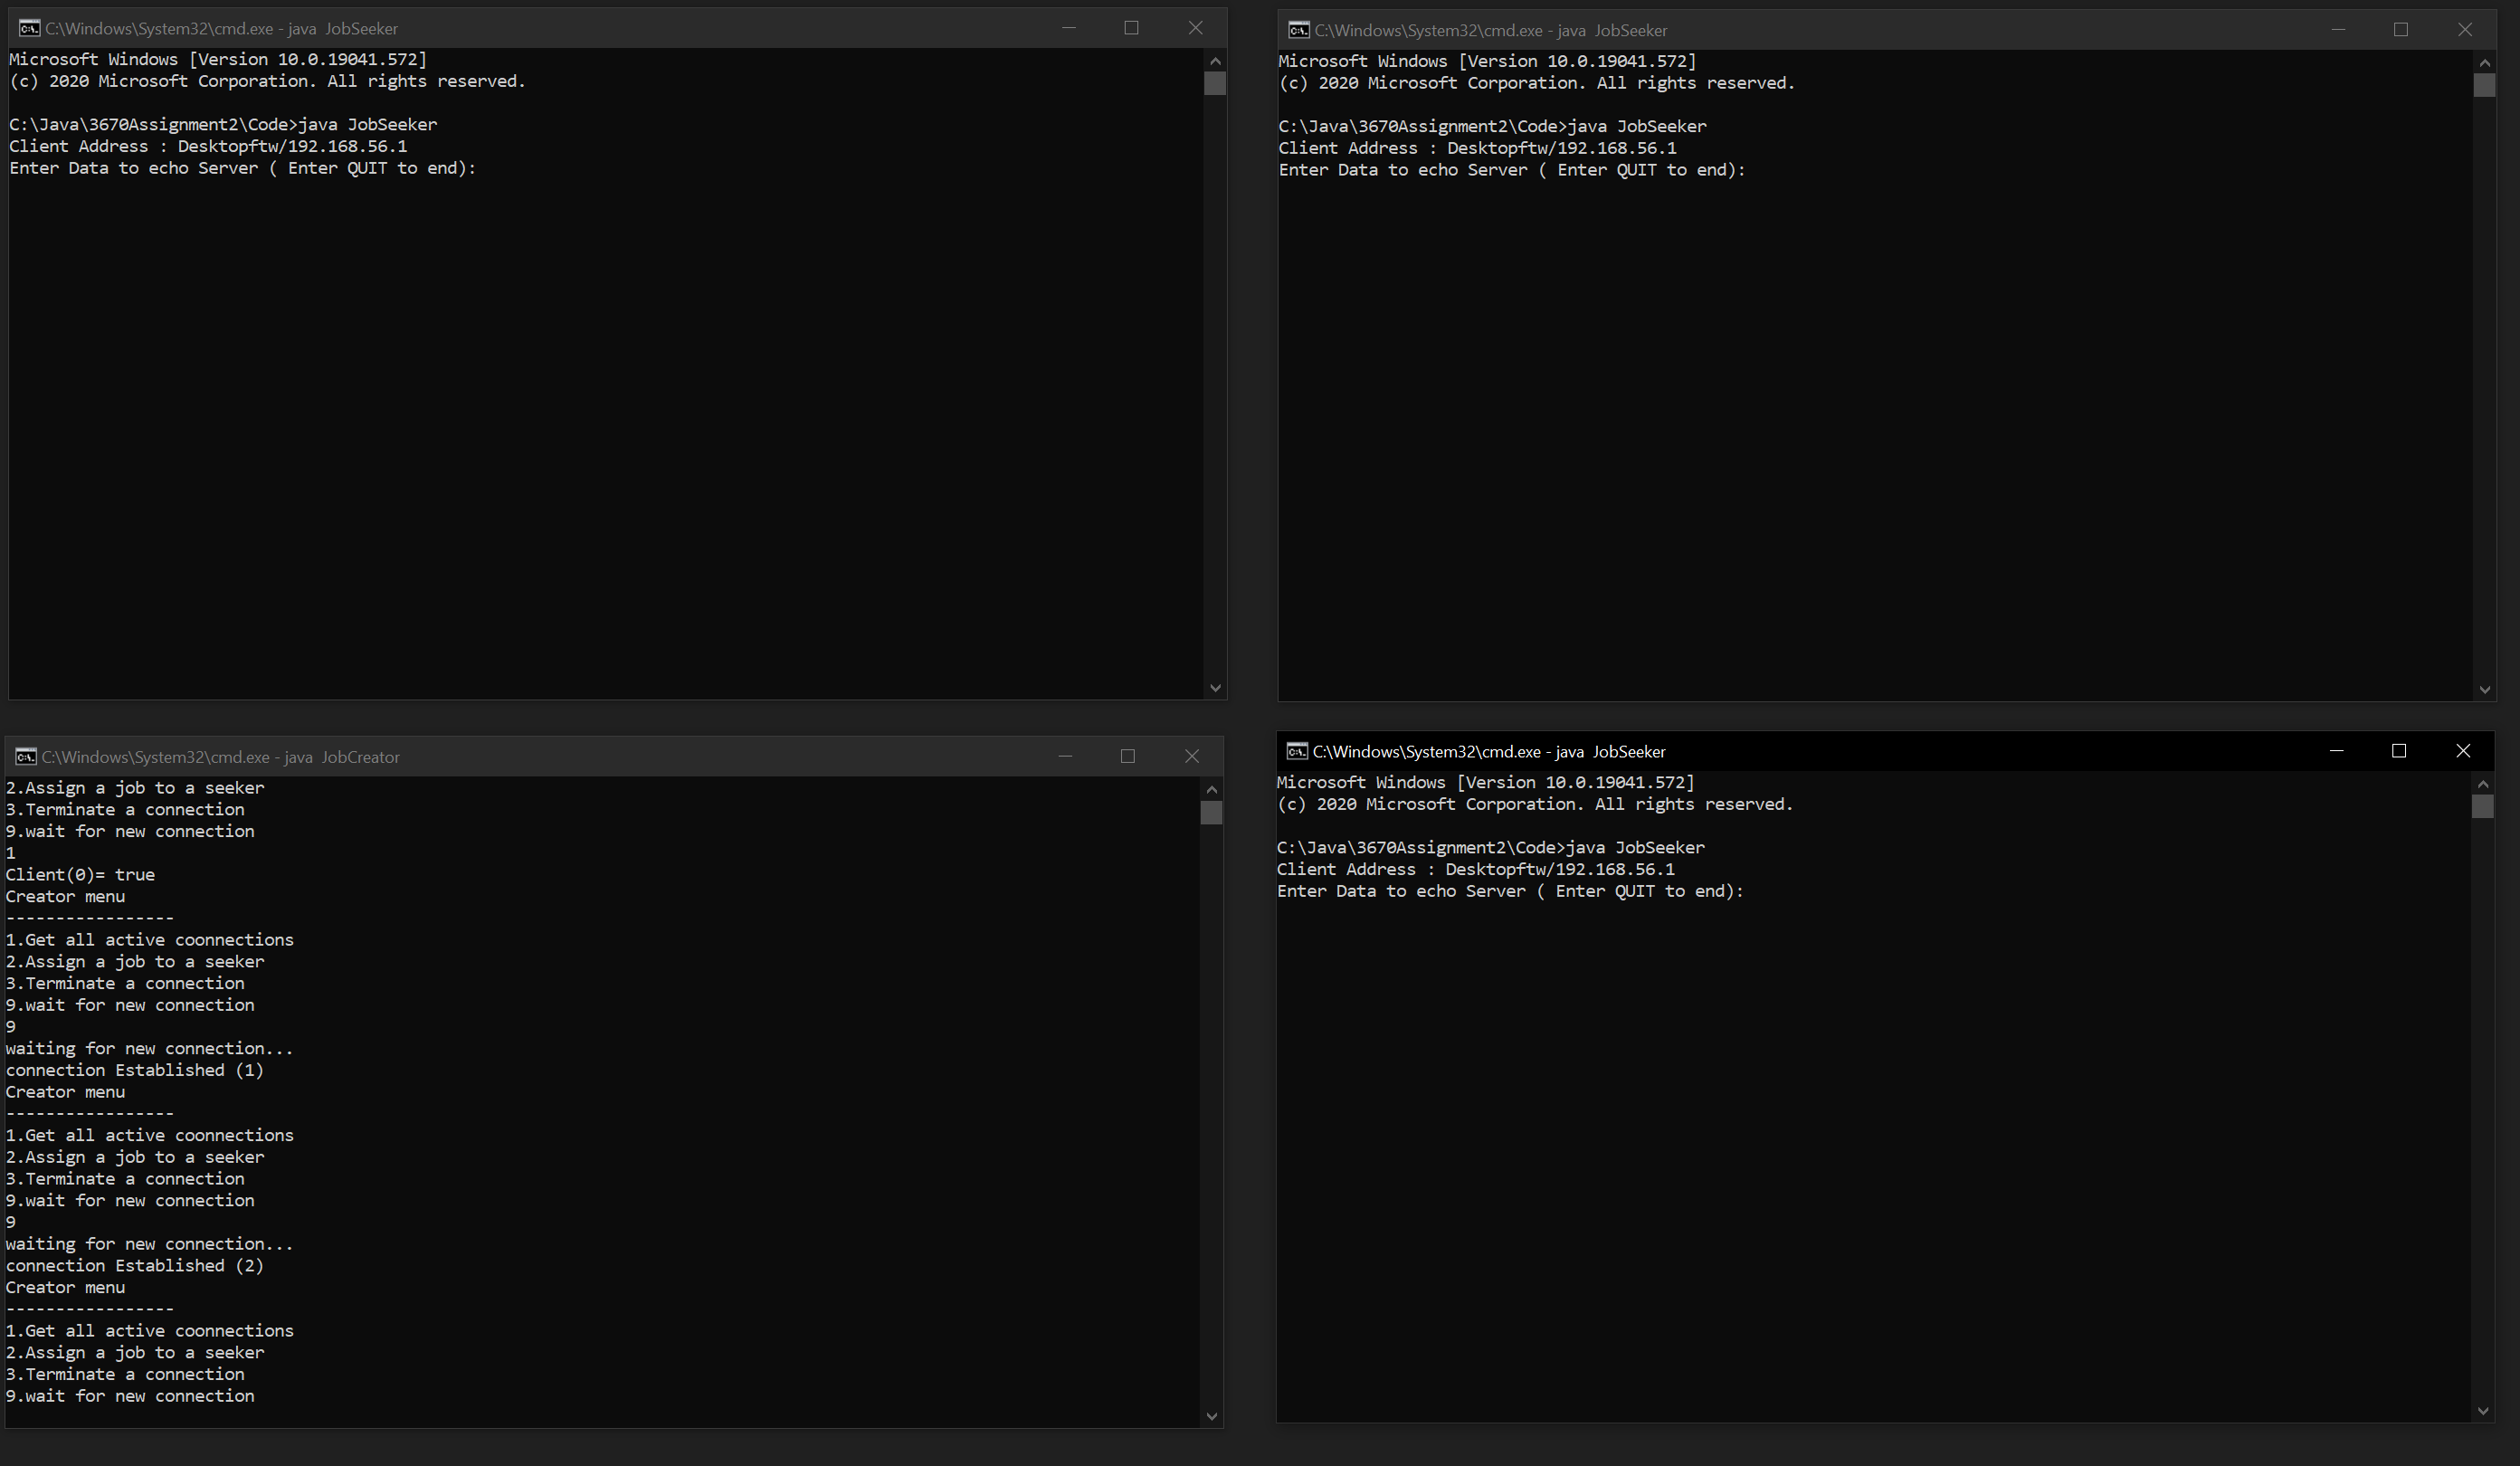 C:\Windows\System32\cmd.exe - java  JobSeeker
Microsoft Windows [Version 10.0.19041.572]
(c) 2020 Microsoft Corporation. All rights reserved.
C:\Java\3670Assignment2\Code>java JobSeeker
Client Address : Desktopftw/192.168.56.1
Enter Data to echo Server ( Enter QUIT to end):
C:\Windows\System32\cmd.exe - java  JobSeeker
Microsoft Windows [Version 10.0.19041.572]
(c) 2020 Microsoft Corporation. All rights reserved.
C:\Java\3670Assignment2\Code>java JobSeeker
Client Address : Desktopftw/192.168.56.1
Enter Data to echo Server ( Enter QUIT to end):
C:\Windows\System32\cmd.exe - java  JobCreator
2.Assign a job to a seeker
3.Terminate a connection
9.wait for new connection
1
Client(0)= true
Creator menu
-----------------
1.Get all active coonnections
2.Assign a job to a seeker
3.Terminate a connection
9.wait for new connection
9
waiting for new connection...
connection Established (1)
Creator menu
-----------------
1.Get all active coonnections
2.Assign a job to a seeker
3.Terminate a connection
9.wait for new connection
9
waiting for new connection...
connection Established (2)
Creator menu
-----------------
1.Get all active coonnections
2.Assign a job to a seeker
3.Terminate a connection
9.wait for new connection
C:\Windows\System32\cmd.exe - java  JobSeeker
Microsoft Windows [Version 10.0.19041.572]
(c) 2020 Microsoft Corporation. All rights reserved.
C:\Java\3670Assignment2\Code>java JobSeeker
Client Address : Desktopftw/192.168.56.1
Enter Data to echo Server ( Enter QUIT to end):